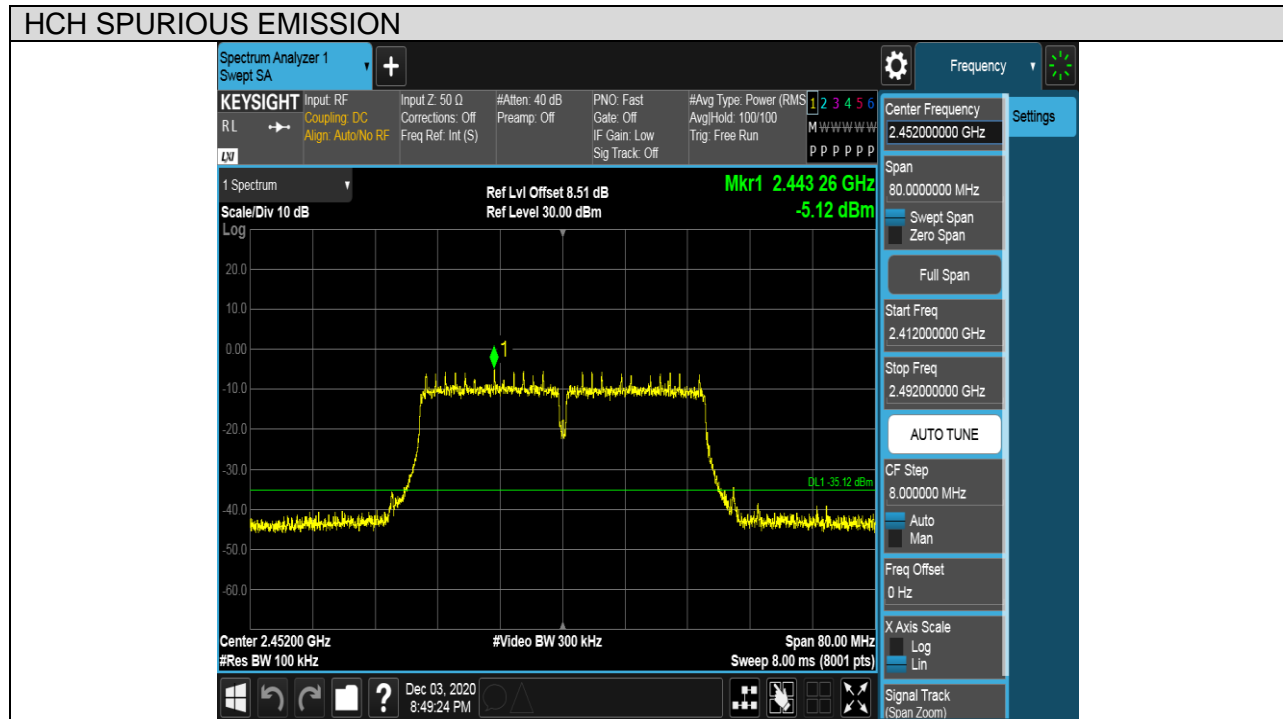 HCH SPURIOUS EMISSION
Spectrum Analyzer 1
Swept SA
+
Frequency
KEYSIGHT
RL
LXI
Input: RF
Coupling: DC
Align: Auto/No RF
Input Z: 50 Ω
Corrections: Off
Freq Ref: Int (S)
#Atten: 40 dB
Preamp: Off
PNO: Fast
Gate: Off
IF Gain: Low
Sig Track: Off
#Avg Type: Power (RMS
Avg|Hold: 100/100
Trig: Free Run
1 2 3 4 5 6
M W W W W W
P P P P P P
1 Spectrum
Scale/Div 10 dB
Ref Lvl Offset 8.51 dB
Ref Level 30.00 dBm
Mkr1 2.443 26 GHz
-5.12 dBm
Log
20.0
10.0
0.00
-10.0
-20.0
-30.0
-40.0
-50.0
-60.0
1
DL1 -35.12 dBm
Center 2.45200 GHz
#Res BW 100 kHz
#Video BW 300 kHz
Span 80.00 MHz
Sweep 8.00 ms (8001 pts)
Center Frequency
2.452000000 GHz
Settings
Span
80.0000000 MHz
Swept Span
Zero Span
Full Span
Start Freq
2.412000000 GHz
Stop Freq
2.492000000 GHz
AUTO TUNE
CF Step
8.000000 MHz
Auto
Man
Freq Offset
0 Hz
X Axis Scale
Log
Lin
Signal Track
(Span Zoom)
?
Dec 03, 2020
8:49:24 PM